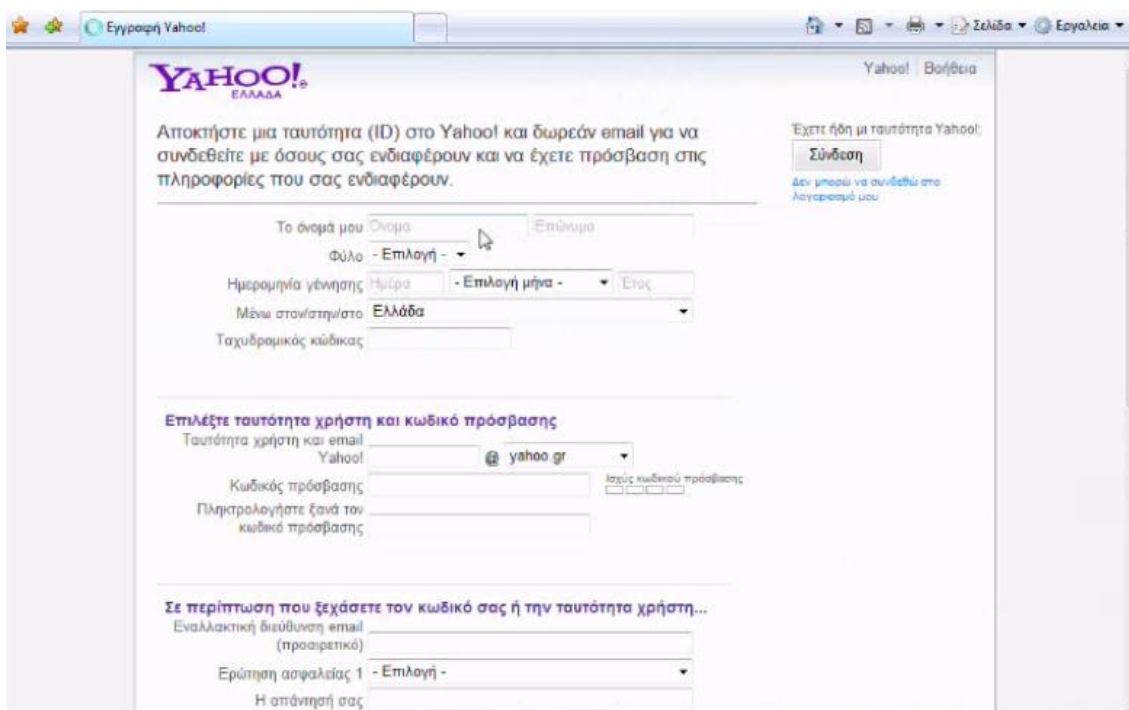 Εγγραφή Yahoo!
Σελίδα
Εργαλεία
YAHOO!
ΕΛΛΑΔΑ
Yahoo! | Βοήθεια
Αποκτήστε μια ταυτότητα (ID) στο Yahoo! και δωρεάν email για να
συνδεθείτε με όσους σας ενδιαφέρουν και να έχετε πρόσβαση στις
πληροφορίες που σας ενδιαφέρουν.
Έχετε ήδη μι ταυτότητα Yahoo!;
Σύνδεση
Δεν μπορώ να συνδεθώ στο
λογαριασμό μου
Το όνομά μου Όνομα Επώνυμο
Φύλο - Επιλογή -
Ημερομηνία γέννησης Ημέρα - Επιλογή μήνα - Έτος
Μένω στον/στην/στο Ελλάδα
Ταχυδρομικός κώδικας
Επιλέξτε ταυτότητα χρήστη και κωδικό πρόσβασης
Ταυτότητα χρήστη και email
Yahoo! @ yahoo.gr
Κωδικός πρόσβασης
Ισχύς κωδικού πρόσβασης
Πληκτρολογήστε ξανά τον
κωδικό πρόσβασης
Σε περίπτωση που ξεχάσετε τον κωδικό σας ή την ταυτότητα χρήστη...
Εναλλακτική διεύθυνση email
(προαιρετικό)
Ερώτηση ασφαλείας 1 - Επιλογή -
Η απάντησή σας